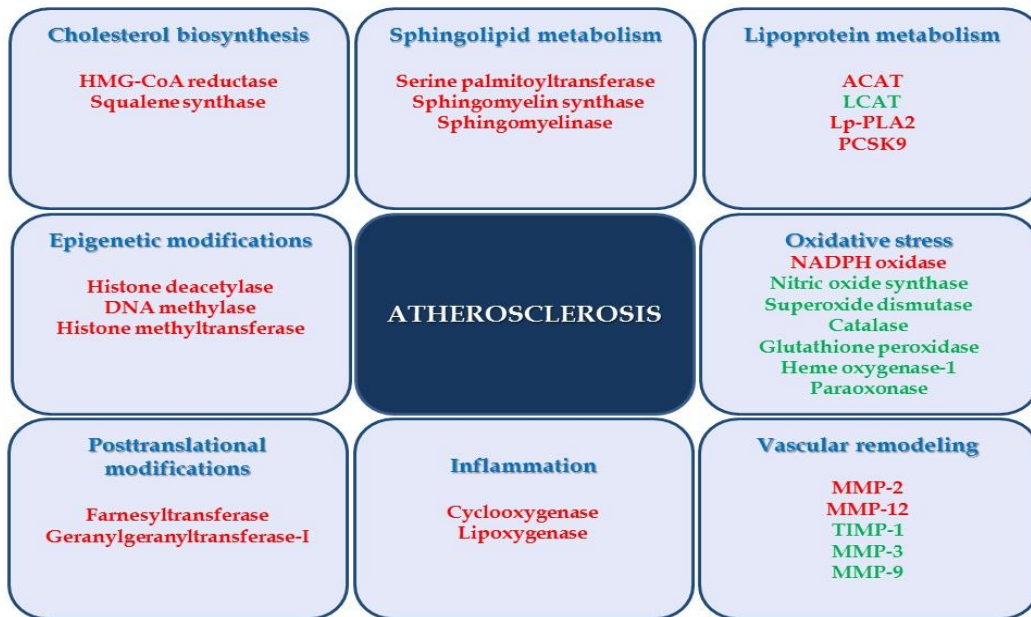 Cholesterol biosynthesis
HMG-CoA reductase
Squalene synthase
Sphingolipid metabolism
Serine palmitoyltransferase
Sphingomyelin synthase
Sphingomyelinase
Lipoprotein metabolism
ACAT
LCAT
Lp-PLA2
PCSK9
Epigenetic modifications
Histone deacetylase
DNA methylase
Histone methyltransferase
ATHEROSCLEROSIS
Oxidative stress
NADPH oxidase
Nitric oxide synthase
Superoxide dismutase
Catalase
Glutathione peroxidase
Heme oxygenase-1
Paraoxonase
Posttranslational
modifications
Farnesyltransferase
Geranylgeranyltransferase-I
Inflammation
Cyclooxygenase
Lipoxygenase
Vascular remodeling
MMP-2
MMP-12
TIMP-1
MMP-3
MMP-9